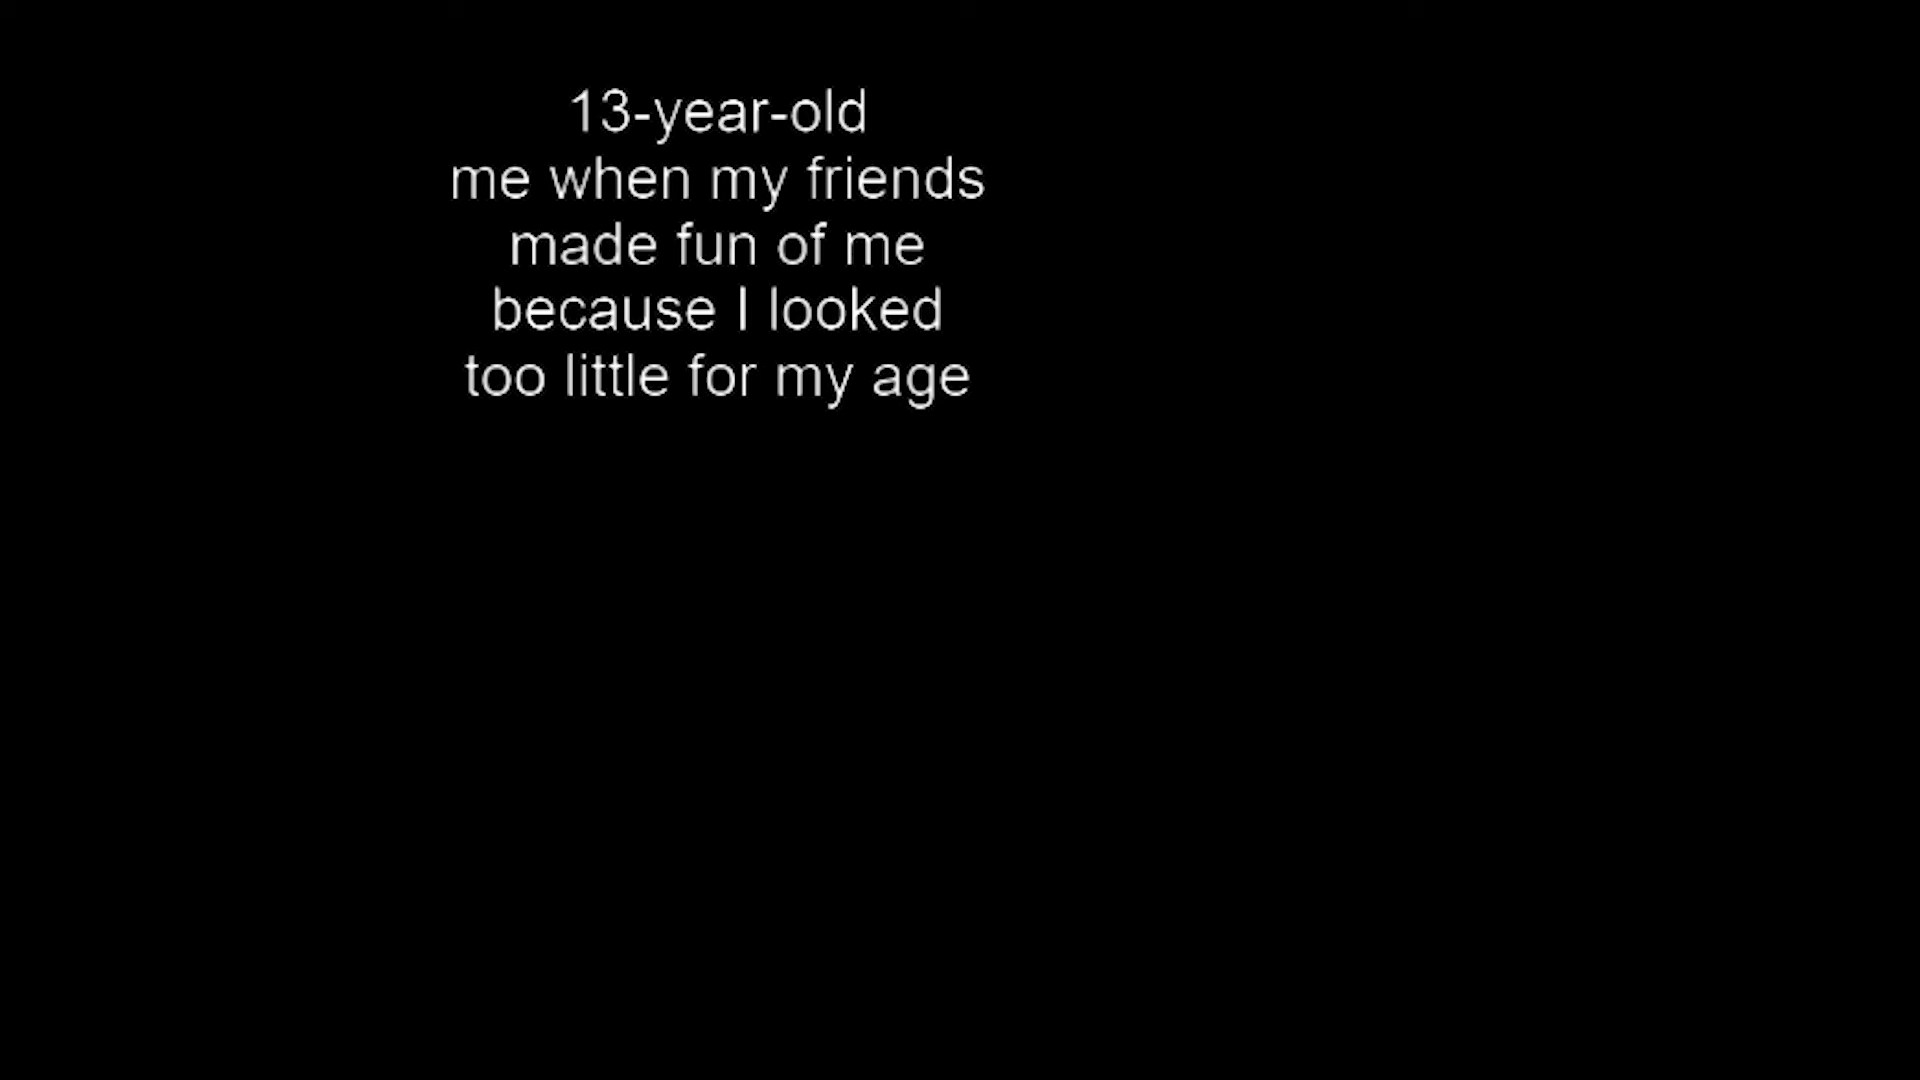 13-year-old
me when my friends
made fun of me
because I looked
too little for my age